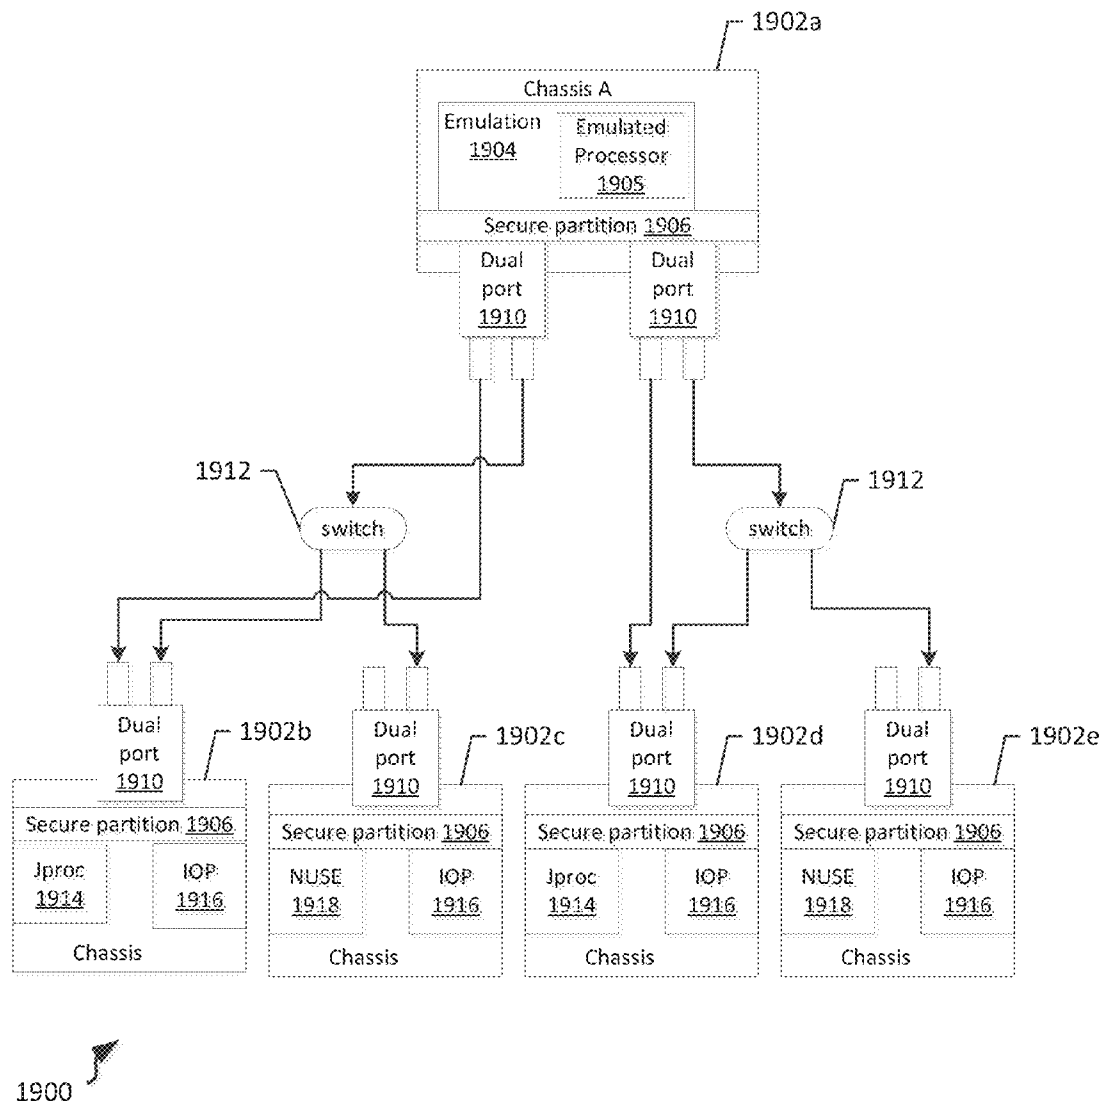 1902a
Chassis A
Emulation
1904
Emulated
Processor
1905
Secure partition 1906
Dual
port
1910
Dual
port
1910
1912
switch
switch
1912
Dual
port
1910
1902b
Secure partition 1906
Jproc
1914
IOP
1916
Chassis
Dual
port
1910
1902c
Secure partition 1906
NUSE
1918
IOP
1916
Chassis
Dual
port
1910
1902d
Secure partition 1906
Jproc
1914
IOP
1916
Chassis
Dual
port
1910
1902e
Secure partition 1906
NUSE
1918
IOP
1916
Chassis
1900